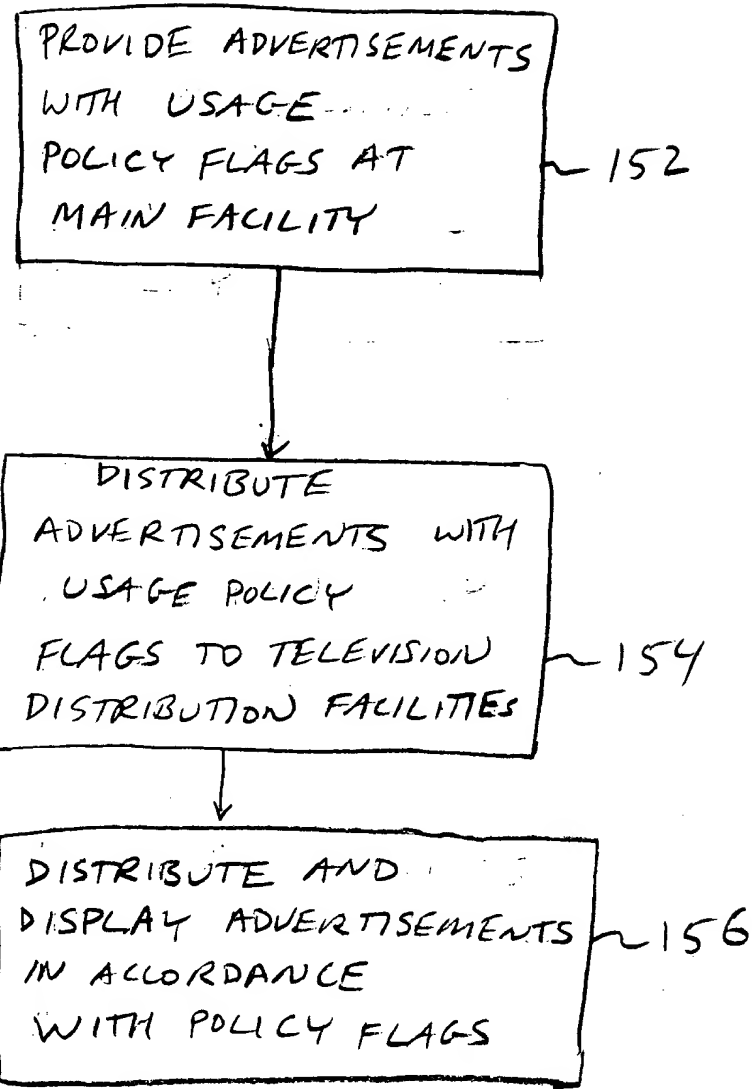 PROVIDE ADVERTISEMENTS
WITH USAGE
POLICY FLAGS AT
MAIN FACILITY
152
DISTRIBUTE
ADVERTISEMENTS WITH
USAGE POLICY
FLAGS TO TELEVISION
DISTRIBUTION FACILITIES
154
DISTRIBUTE AND
DISPLAY ADVERTISEMENTS
IN ACCORDANCE
WITH POLICY FLAGS
156